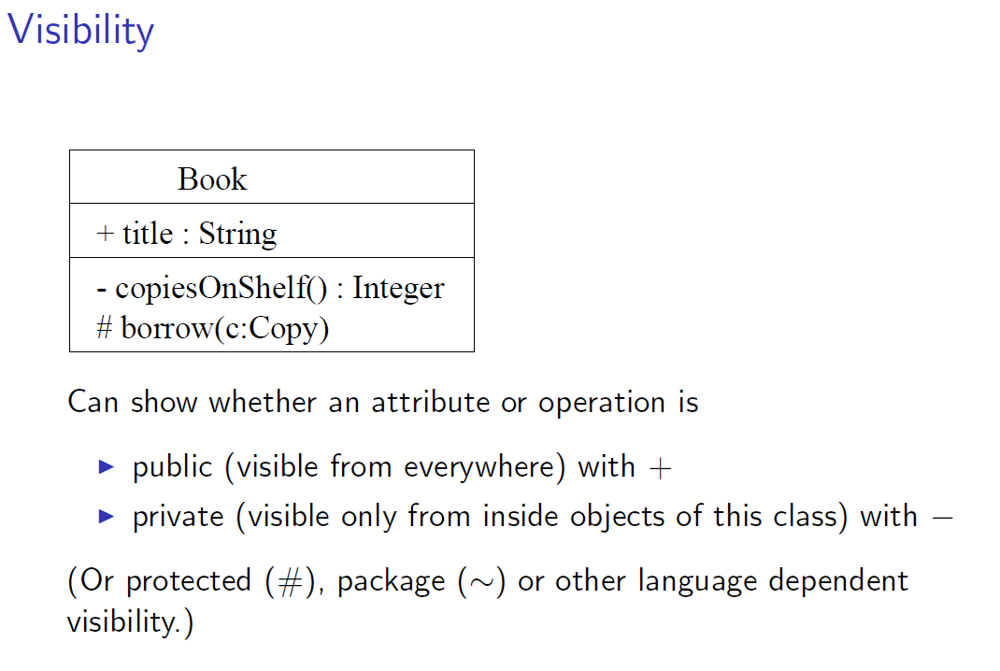 Visibility
Book
+ title : String
- copiesOnShelf() : Integer
# borrow(c:Copy)
Can show whether an attribute or operation is
▶ public (visible from everywhere) with +
▶ private (visible only from inside objects of this class) with −
(Or protected (#), package (∼) or other language dependent
visibility.)